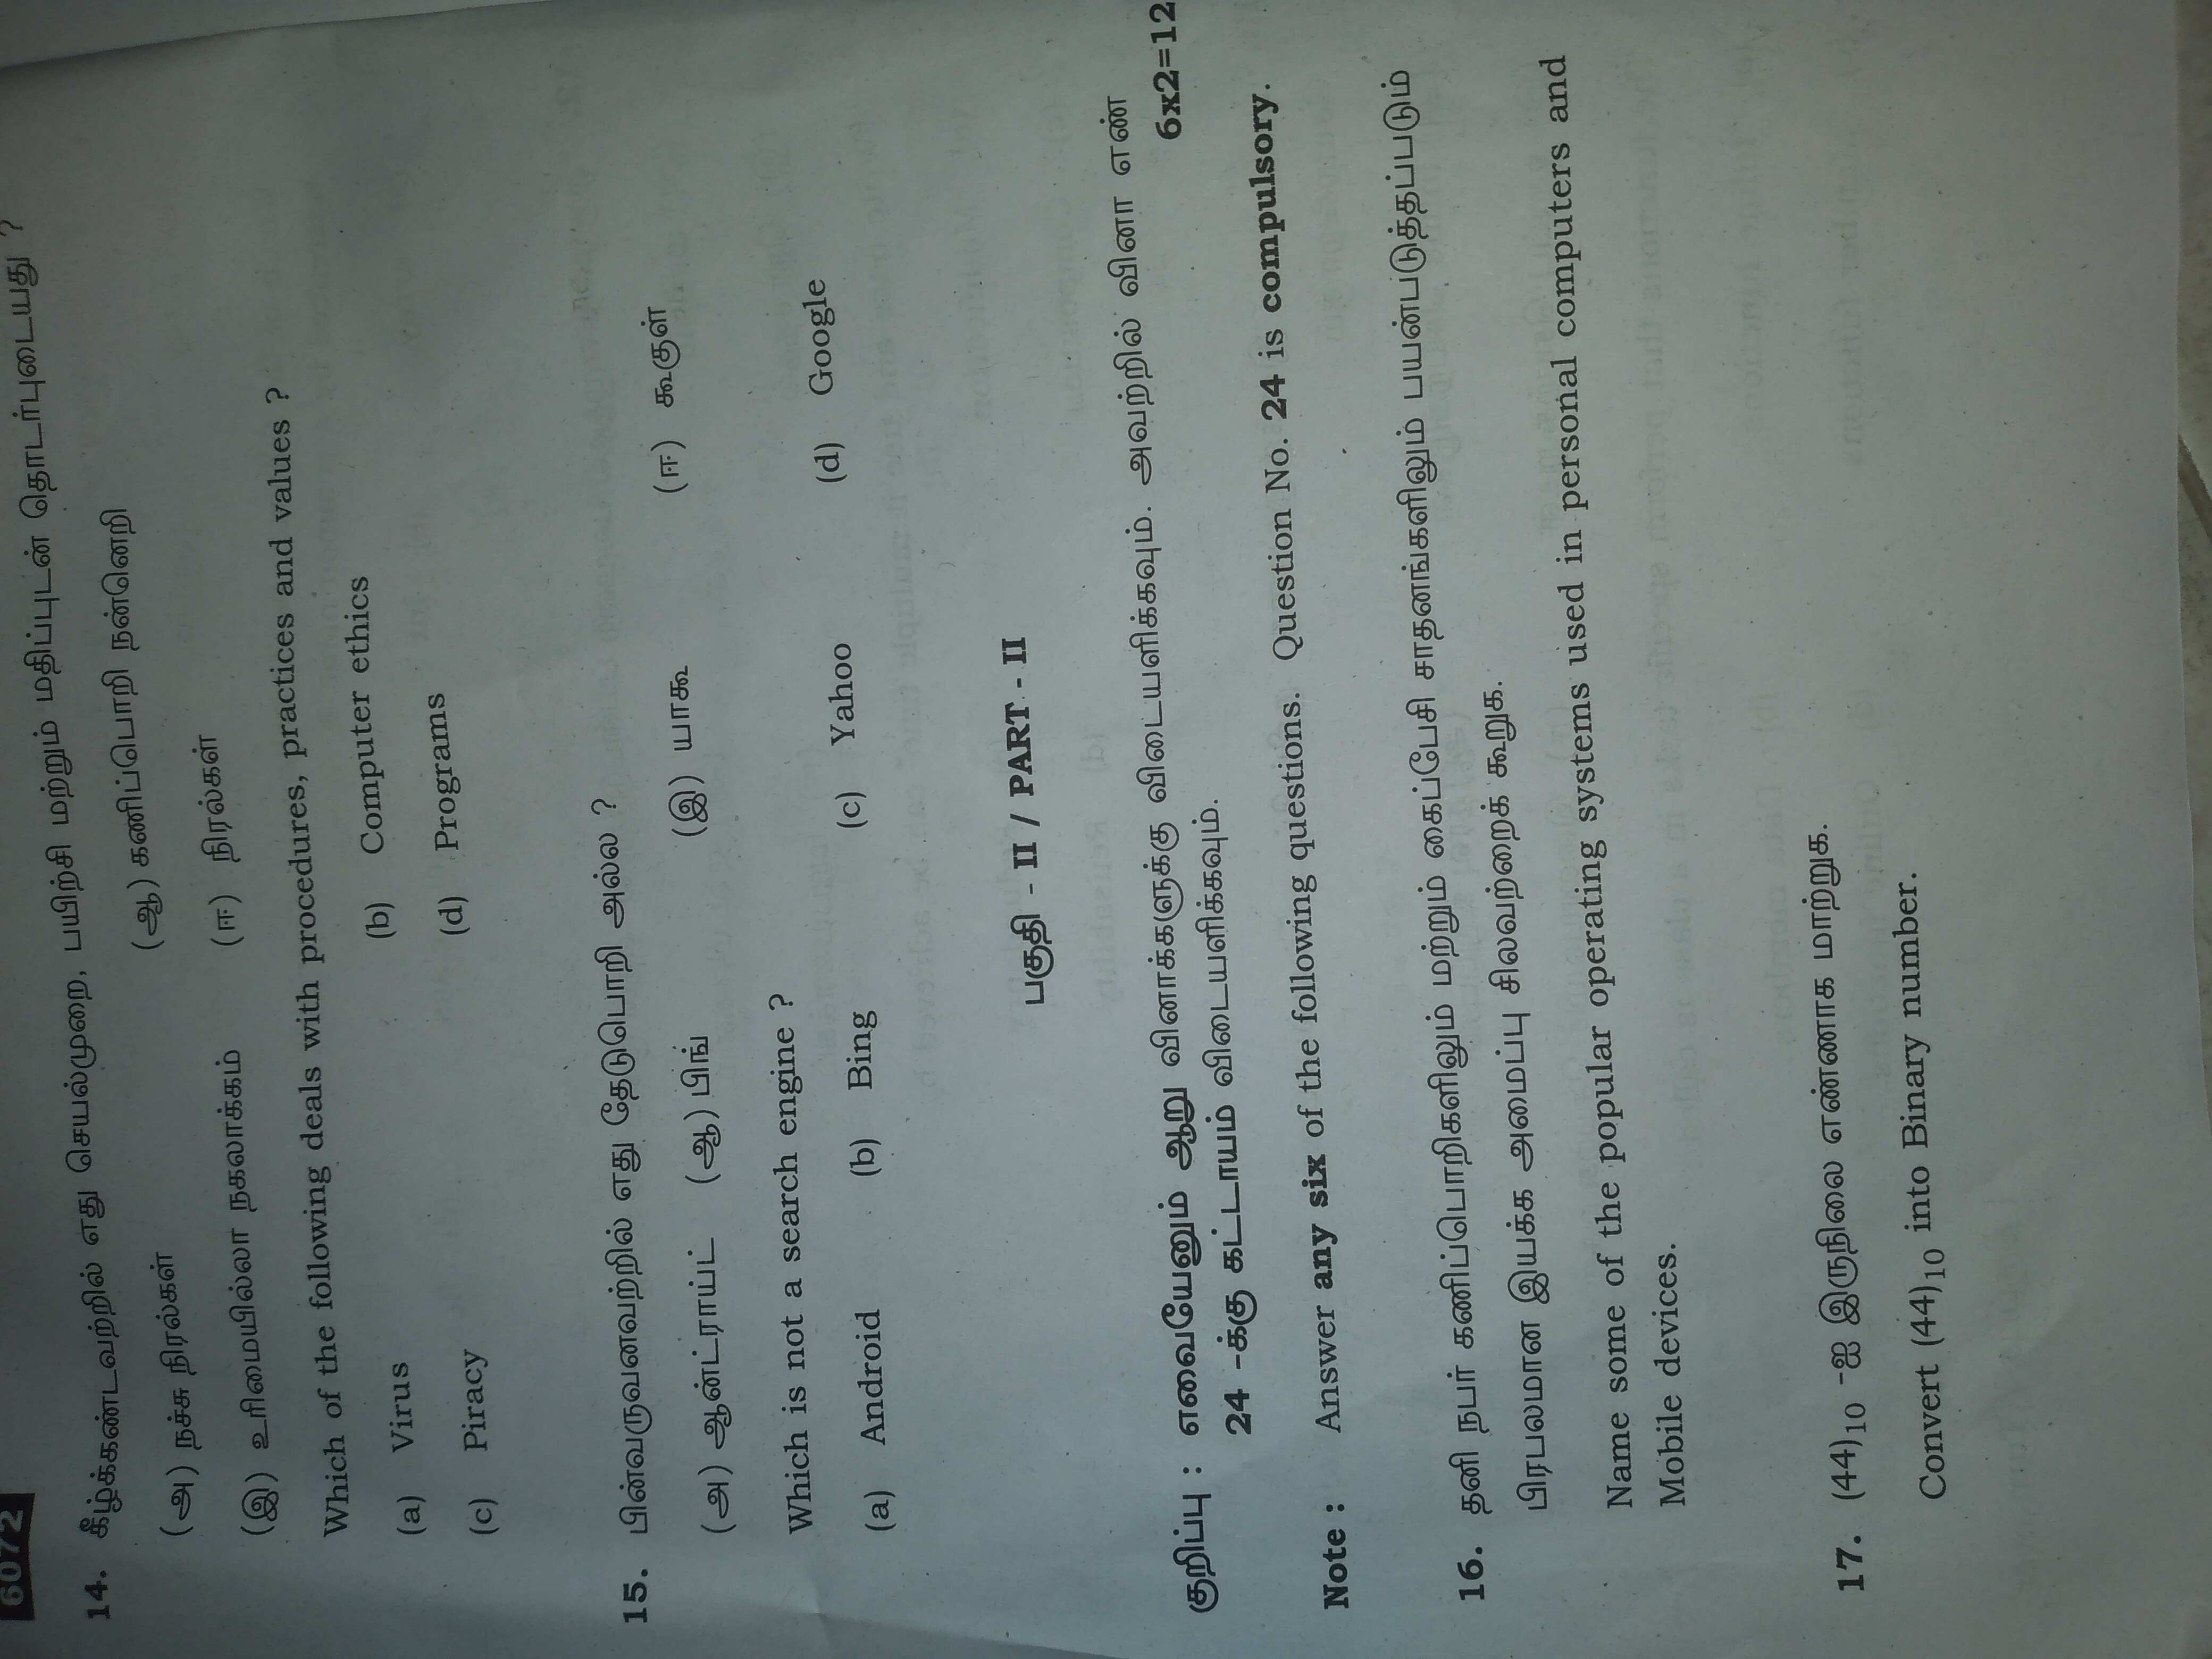 6072
14. கீழ்க்கண்டவற்றில் எது செயல்முறை, பயிற்சி மற்றும் மதிப்புடன் தொடர்புடையது ?
(அ) நச்சு நிரல்கள் (ஆ) கணிப்பொறி நன்னெறி
(இ) உரிமையில்லா நகலாக்கம் (ஈ) நிரல்கள்
Which of the following deals with procedures, practices and values ?
(a) Virus (b) Computer ethics
(c) Piracy (d) Programs
15. பின்வருவனவற்றில் எது தேடுபொறி அல்ல ?
(அ) ஆன்ட்ராய்ட் (ஆ) பிங் (இ) யாகூ (ஈ) கூகுள்
Which is not a search engine ?
(a) Android (b) Bing (c) Yahoo (d) Google
பகுதி - II / PART - II
குறிப்பு : எவையேனும் ஆறு வினாக்களுக்கு விடையளிக்கவும். அவற்றில் வினா எண்
24 -க்கு கட்டாயம் விடையளிக்கவும். 6x2=12
Note : Answer any six of the following questions. Question No. 24 is compulsory.
16. தனி நபர் கணிப்பொறிகளிலும் மற்றும் கைப்பேசி சாதனங்களிலும் பயன்படுத்தப்படும்
பிரபலமான இயக்க அமைப்பு சிலவற்றைக் கூறுக.
Name some of the popular operating systems used in personal computers and
Mobile devices.
17. (44)10 -ஐ இருநிலை எண்ணாக மாற்றுக.
Convert (44)10 into Binary number.